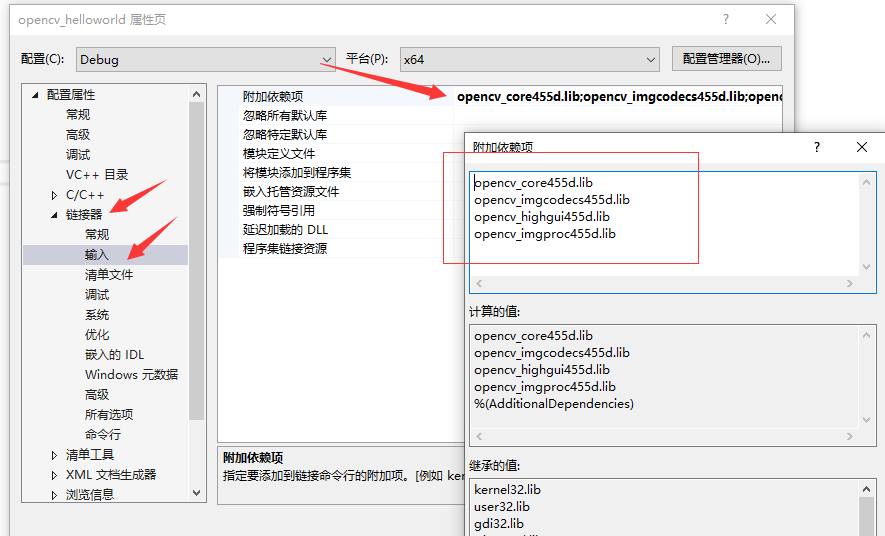 opencv_helloworld 属性页
配置(C):
Debug
平台(P):
x64
配置管理器(O)...
配置属性
常规
高级
调试
VC++ 目录
C/C++
链接器
常规
输入
清单文件
调试
系统
优化
嵌入的 IDL
Windows 元数据
高级
所有选项
命令行
清单工具
XML 文档生成器
浏览信息
附加依赖项
opencv_core455d.lib;opencv_imgcodecs455d.lib;openc
忽略所有默认库
忽略特定默认库
模块定义文件
将模块添加到程序集
嵌入托管资源文件
强制符号引用
延迟加载的 DLL
程序集链接资源
附加依赖项
指定要添加到链接命令行的附加项。[例如 ker
附加依赖项
opencv_core455d.lib
opencv_imgcodecs455d.lib
opencv_highgui455d.lib
opencv_imgproc455d.lib
计算的值:
opencv_core455d.lib
opencv_imgcodecs455d.lib
opencv_highgui455d.lib
opencv_imgproc455d.lib
%(AdditionalDependencies)
继承的值:
kernel32.lib
user32.lib
gdi32.lib